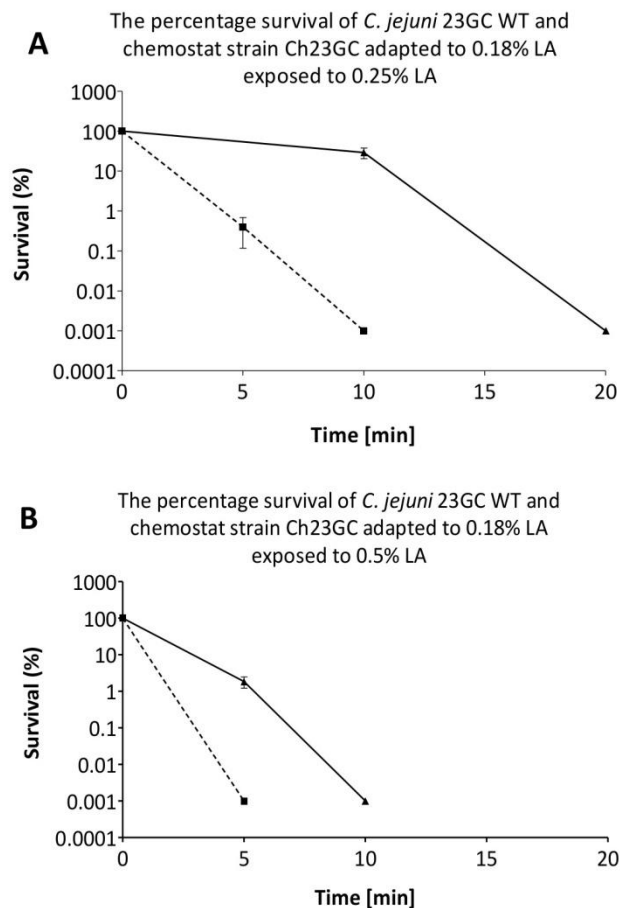 A
The percentage survival of C. jejuni 23GC WT and
chemostat strain Ch23GC adapted to 0.18% LA
exposed to 0.25% LA
1000
100
10
1
0.1
0.01
0.001
0.0001
Survival (%)
0 5 10 15 20
Time [min]
B
The percentage survival of C. jejuni 23GC WT and
chemostat strain Ch23GC adapted to 0.18% LA
exposed to 0.5% LA
1000
100
10
1
0.1
0.01
0.001
0.0001
Survival (%)
0 5 10 15 20
Time [min]